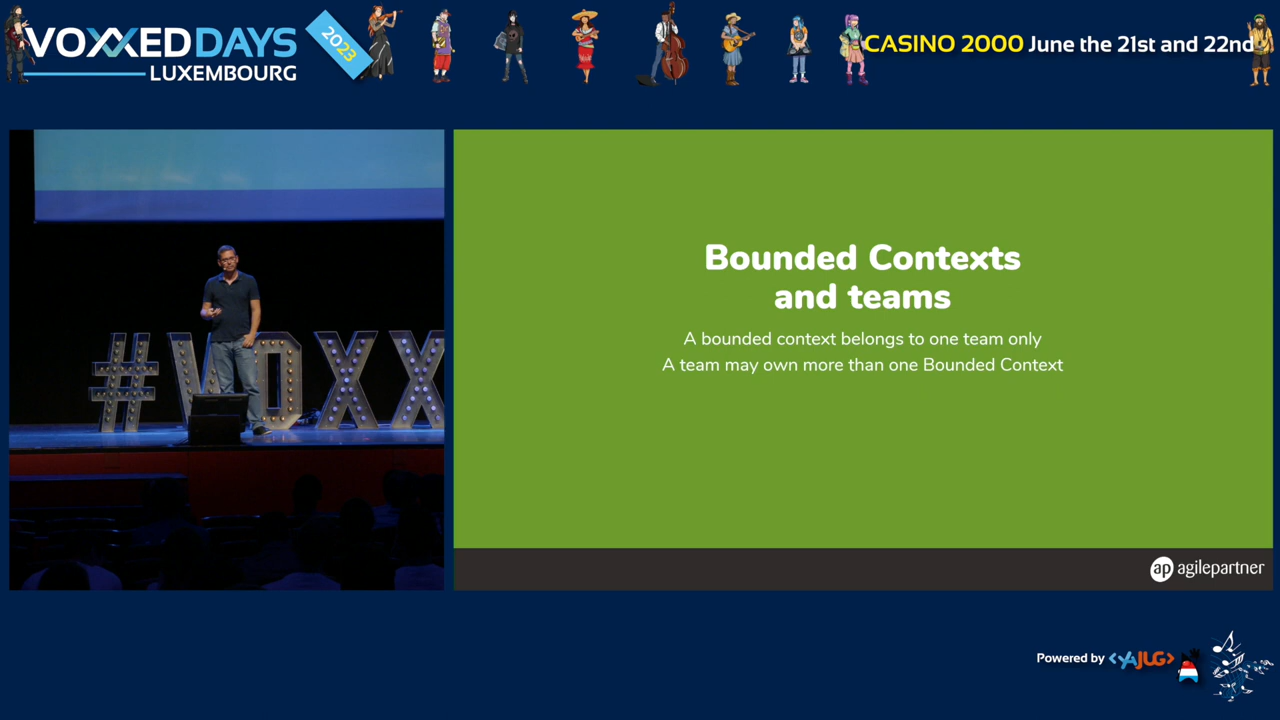 VOXXED DAYS
LUXEMBOURG
2023
CASINO 2000 June the 21st and 22nd
#VOXX
Bounded Contexts
and teams
A bounded context belongs to one team only
A team may own more than one Bounded Context
ap agilepartner
Powered by <YAJUG>